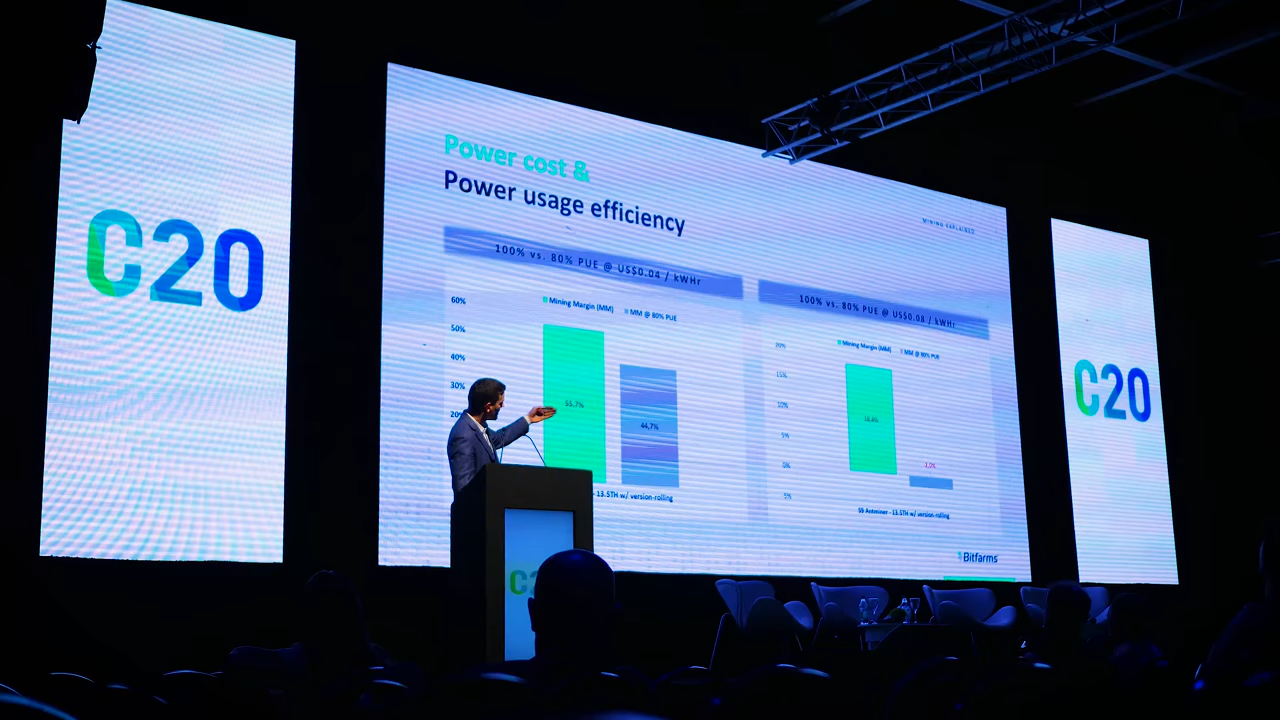 C20
Power cost &
Power usage efficiency
MINING EXPLAINED
100% vs. 80% PUE @ US$0.04 / kWHr
Mining Margin (MM) MM @ 80% PUE
60%
50%
40%
30%
20
55,7%
44,7%
- 13.5TH w/ version-rolling
100% vs. 80% PUE @ US$0.08 / kWHr
Mining Margin (MM) MM @ 80% PUE
20%
15%
10%
5%
0%
5%
S9 Antminer - 13.5TH w/ version-rolling
Bitfarms
C20
C